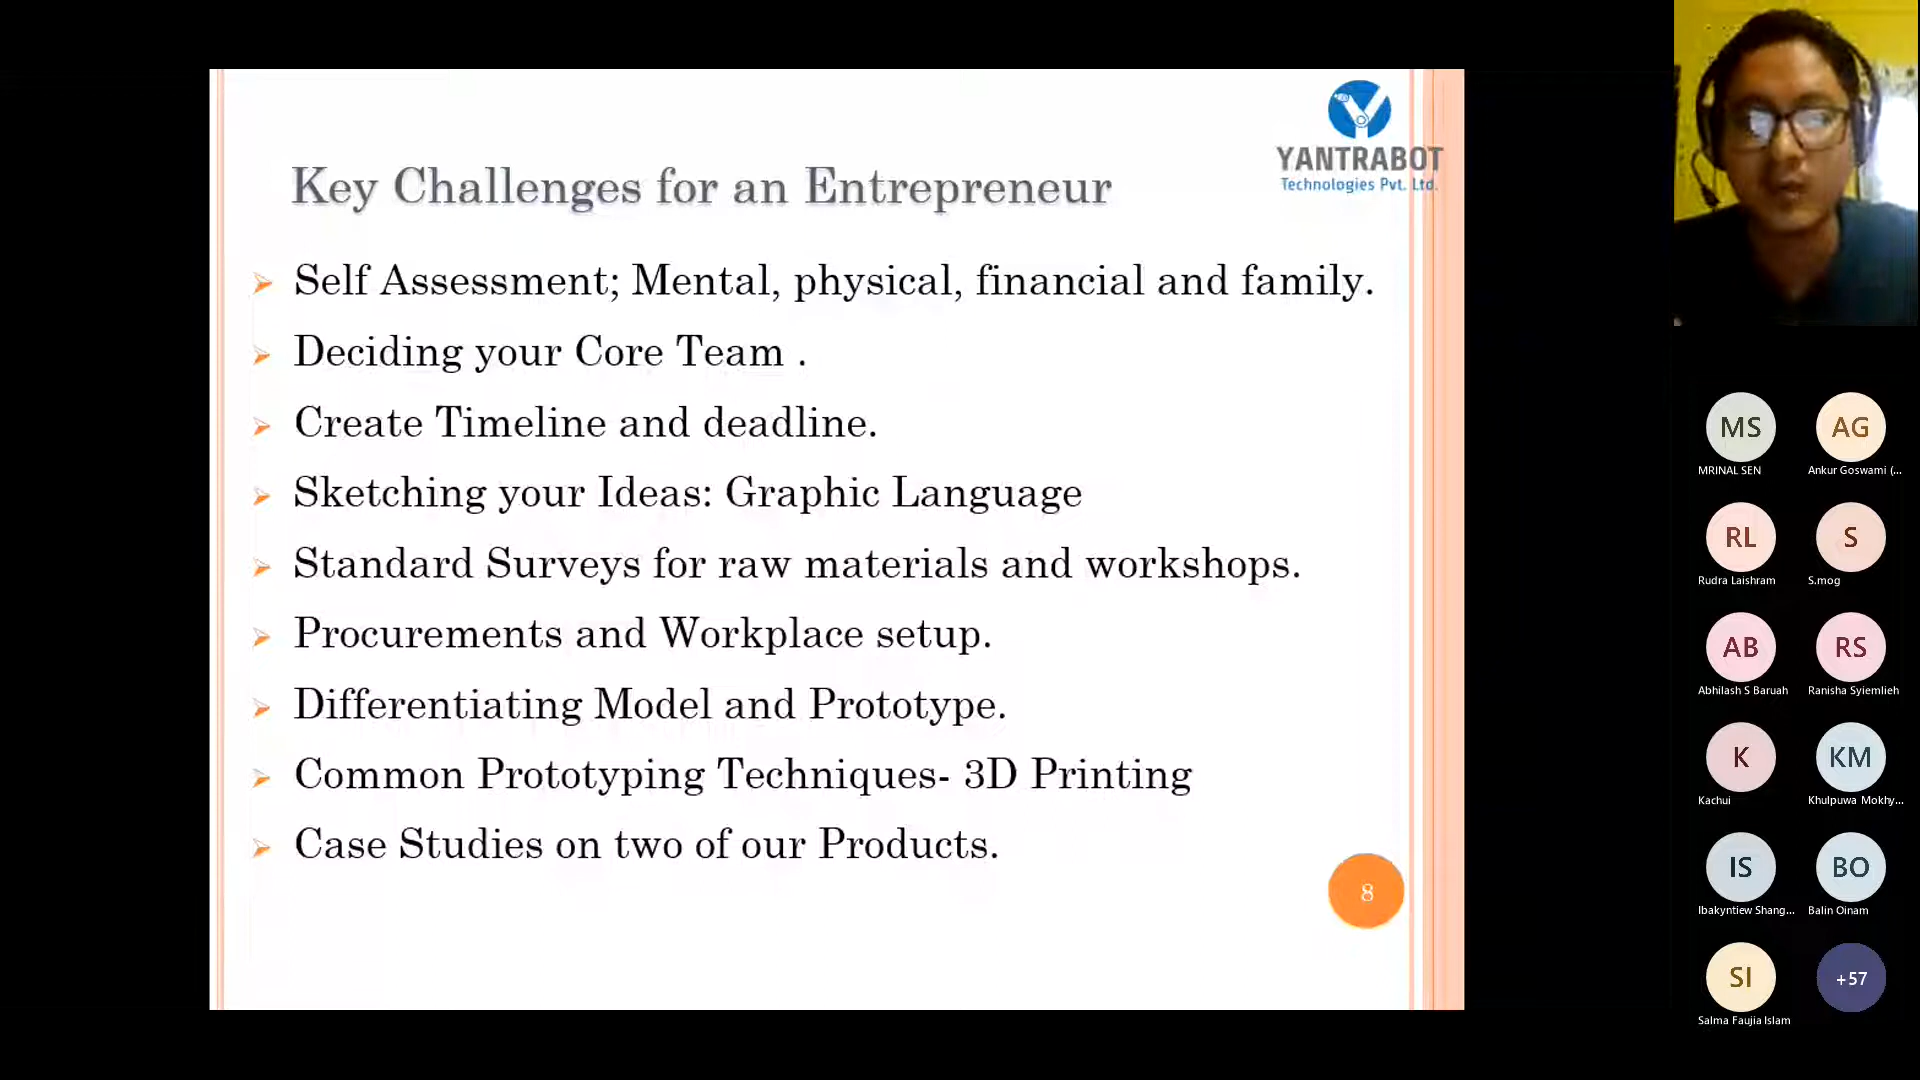 YANTRABOT
Technologies Pvt. Ltd.
Key Challenges for an Entrepreneur
Self Assessment; Mental, physical, financial and family.
Deciding your Core Team .
Create Timeline and deadline.
Sketching your Ideas: Graphic Language
Standard Surveys for raw materials and workshops.
Procurements and Workplace setup.
Differentiating Model and Prototype.
Common Prototyping Techniques- 3D Printing
Case Studies on two of our Products.
8
MS
AG
MRINAL SEN
Ankur Goswami (...
RL
S
Rudra Laishram
S.mog
AB
RS
Abhilash S Baruah
Ranisha Syiemlieh
K
KM
Kachui
Khulpuwa Mokhy...
IS
BO
Ibakyntiew Shang...
Balin Oinam
SI
+57
Salma Faujia Islam